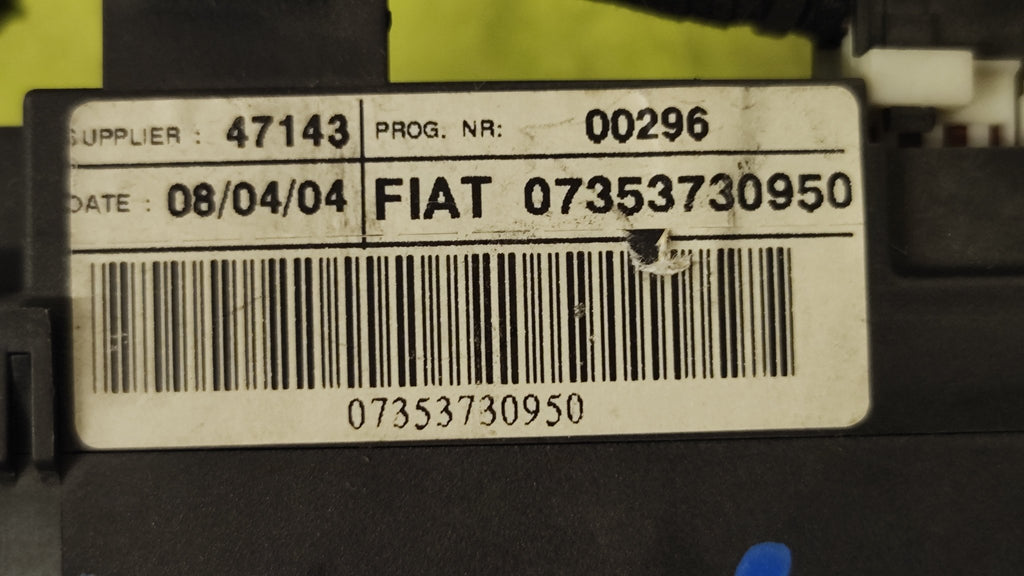 SUPPLIER : 47143 PROG. NR: 00296
DATE : 08/04/04 FIAT 07353730950
07353730950